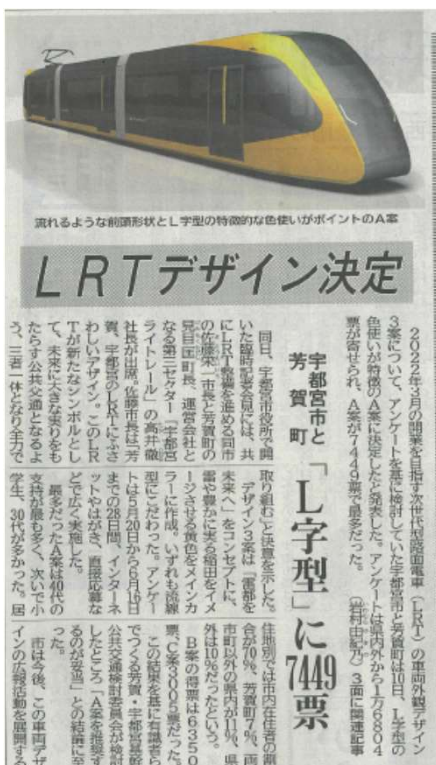 流れるような前頭形状とL字型の特徴的な色使いがポイントのA案
LRTデザイン決定
宇都宮市と
芳賀町
「L字型」に7449票
2022年3月の開業を目指す次世代型路面電車(LRT)の車両外観デザイン
3案について、アンケートを基に検討していた宇都宮市と芳賀町は10日、L字型の
色使いが特徴のA案に決定したと発表した。アンケートは県内外から1万6804
票が寄せられ、A案が7449票で最多だった。
(岩村由紀乃)3面に関連記事
同日、宇都宮市役所で開
いた臨時記者会見には、共
にLRT整備を進める同市
の佐藤栄一市長と芳賀町の
見目匡町長、運営会社と
なる第三セクター「宇都宮
ライトレール」の高井徹
社長が出席。佐藤市長は「芳
賀、宇都宮のLRTにふさ
わしいデザイン。このLR
Tが新たなシンボルとし
て、未来に大きな実りをも
たらす公共交通となるよ
う、三者一体となり全力で
取り組む」と決意を示した。
デザイン3案は「雷都を
未来へ」をコンセプトに、
雷や豊かに実る稲田をイメ
ージさせる黄色をメインカ
ラーに作成。いずれも流線
型にこだわった。アンケー
トは5月20日から6月16日
までの28日間、インターネ
ットやはがき、直接応募な
どで広く実施した。
最多だったA案は40代の
支持が最も多く、次いで小
学生、30代が多かった。居
住地別では市内在住者の割
合が70%、芳賀町7%、両
市町以外の県内が11%、県
外は10%だったという。
B案の得票は6350
票、C案3005票だった。
この結果を基に有識者ら
でつくる芳賀・宇都宮基幹
公共交通検討委員会が検討
したところ「A案を推奨す
るのが妥当」との結論に至
った。
市は今後、この車両デザ
インの広報活動を展開する